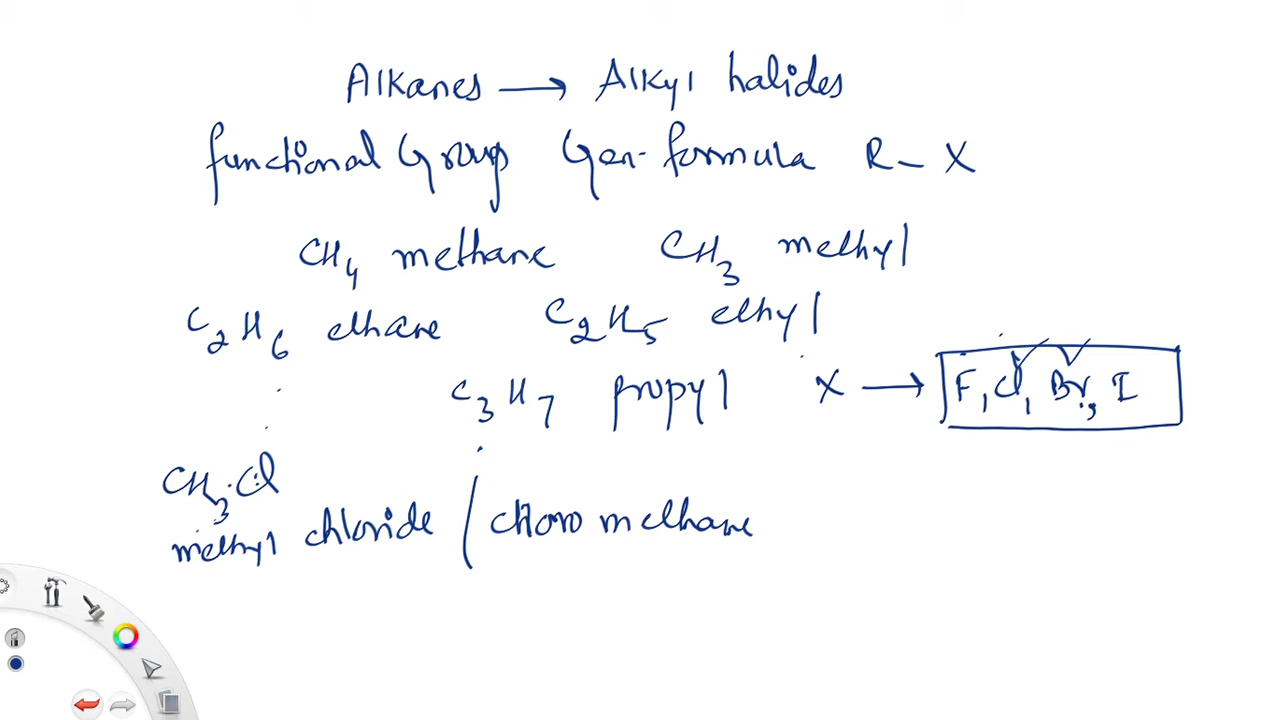 Alkanes → Alkyl halides
functional Group Gen. formula R – X
CH₄ methane CH₃ methyl
C₂H₆ ethane C₂H₅ ethyl
C₃H₇ propyl X → F, Cl, Br, I
CH₃Cl
methyl chloride / choro methane